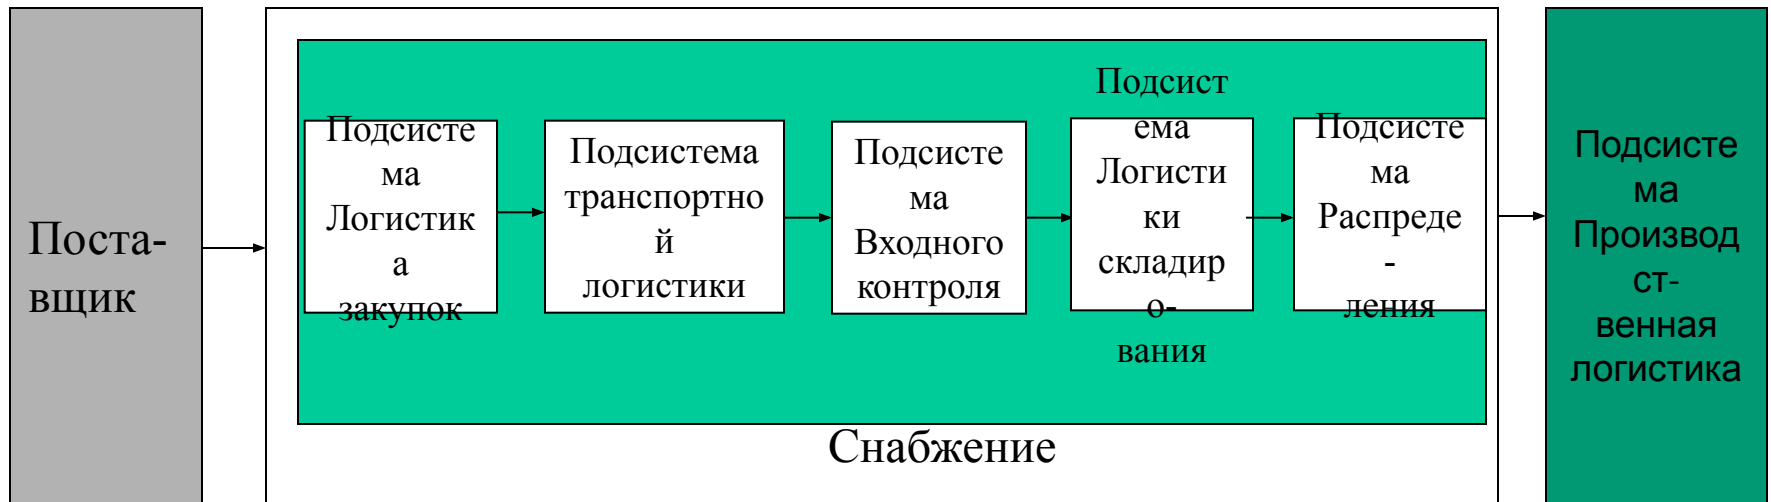 Поста-
вщик
Подсисте
ма
Логистик
а
закупок
Подсистема
транспортно
й
логистики
Подсисте
ма
Входного
контроля
Подсист
ема
Логисти
ки
складир
о-
вания
Подсисте
ма
Распреде
-
ления
Снабжение
Подсисте
ма
Производ
ст-
венная
логистика